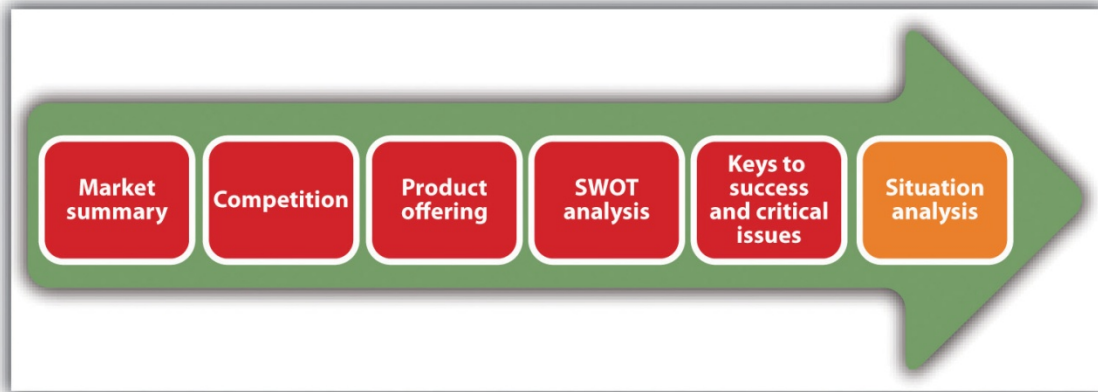 Market
summary
Competition
Product
offering
SWOT
analysis
Keys to
success
and critical
issues
Situation
analysis